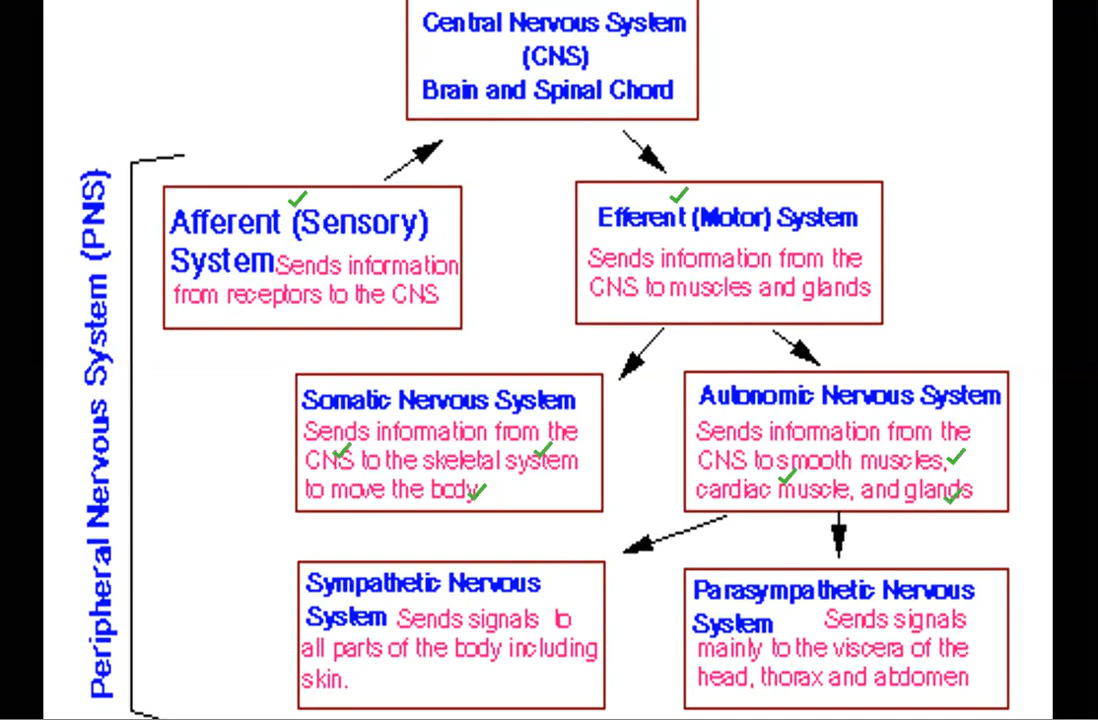 Central Nervous System
(CNS)
Brain and Spinal Chord
Peripheral Nervous System (PNS)
Afferent (Sensory)
System Sends information
from receptors to the CNS
Efferent (Motor) System
Sends information from the
CNS to muscles and glands
Somatic Nervous System
Sends information from the
CNS to the skeletal system
to move the body
Autonomic Nervous System
Sends information from the
CNS to smooth muscles,
cardiac muscle, and glands
Sympathetic Nervous
System Sends signals to
all parts of the body including
skin.
Parasympathetic Nervous
System Sends signals
mainly to the viscera of the
head, thorax and abdomen